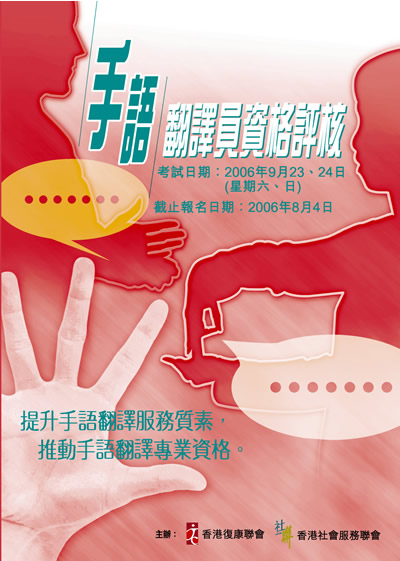 手語
翻譯員資格評核
考試日期：2006年9月23、24日
(星期六、日)
截止報名日期：2006年8月4日
提升手語翻譯服務質素，
推動手語翻譯專業資格。
主辦： 香港復康聯會 社聯 香港社會服務聯會